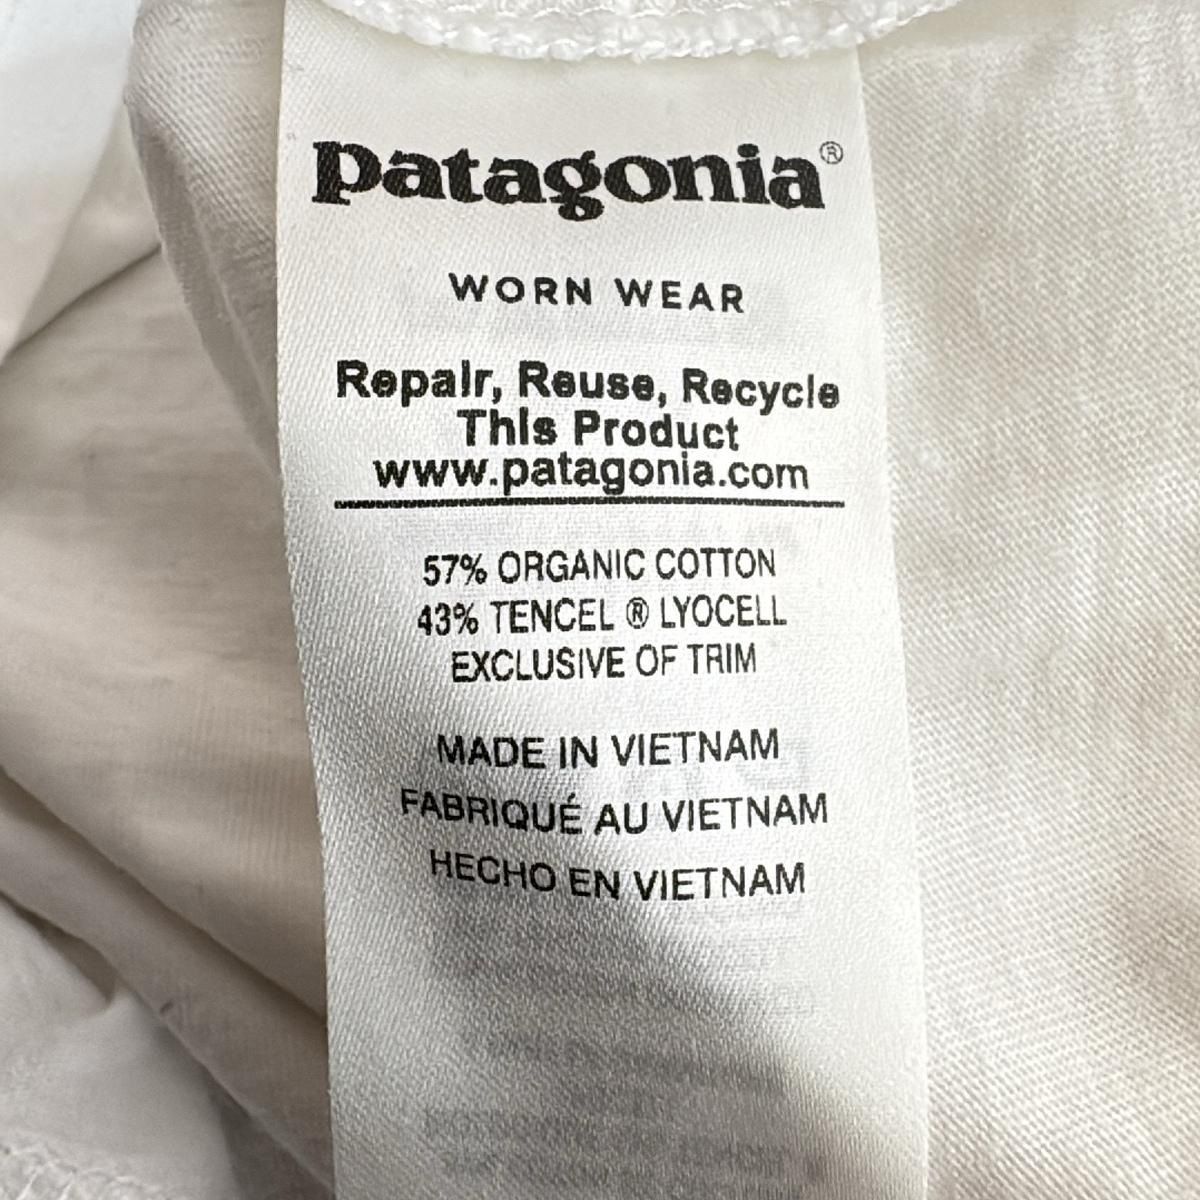 patagonia®
WORN WEAR
Repair, Reuse, Recycle
This Product
www.patagonia.com
57% ORGANIC COTTON
43% TENCEL ® LYOCELL
EXCLUSIVE OF TRIM
MADE IN VIETNAM
FABRIQUÉ AU VIETNAM
HECHO EN VIETNAM